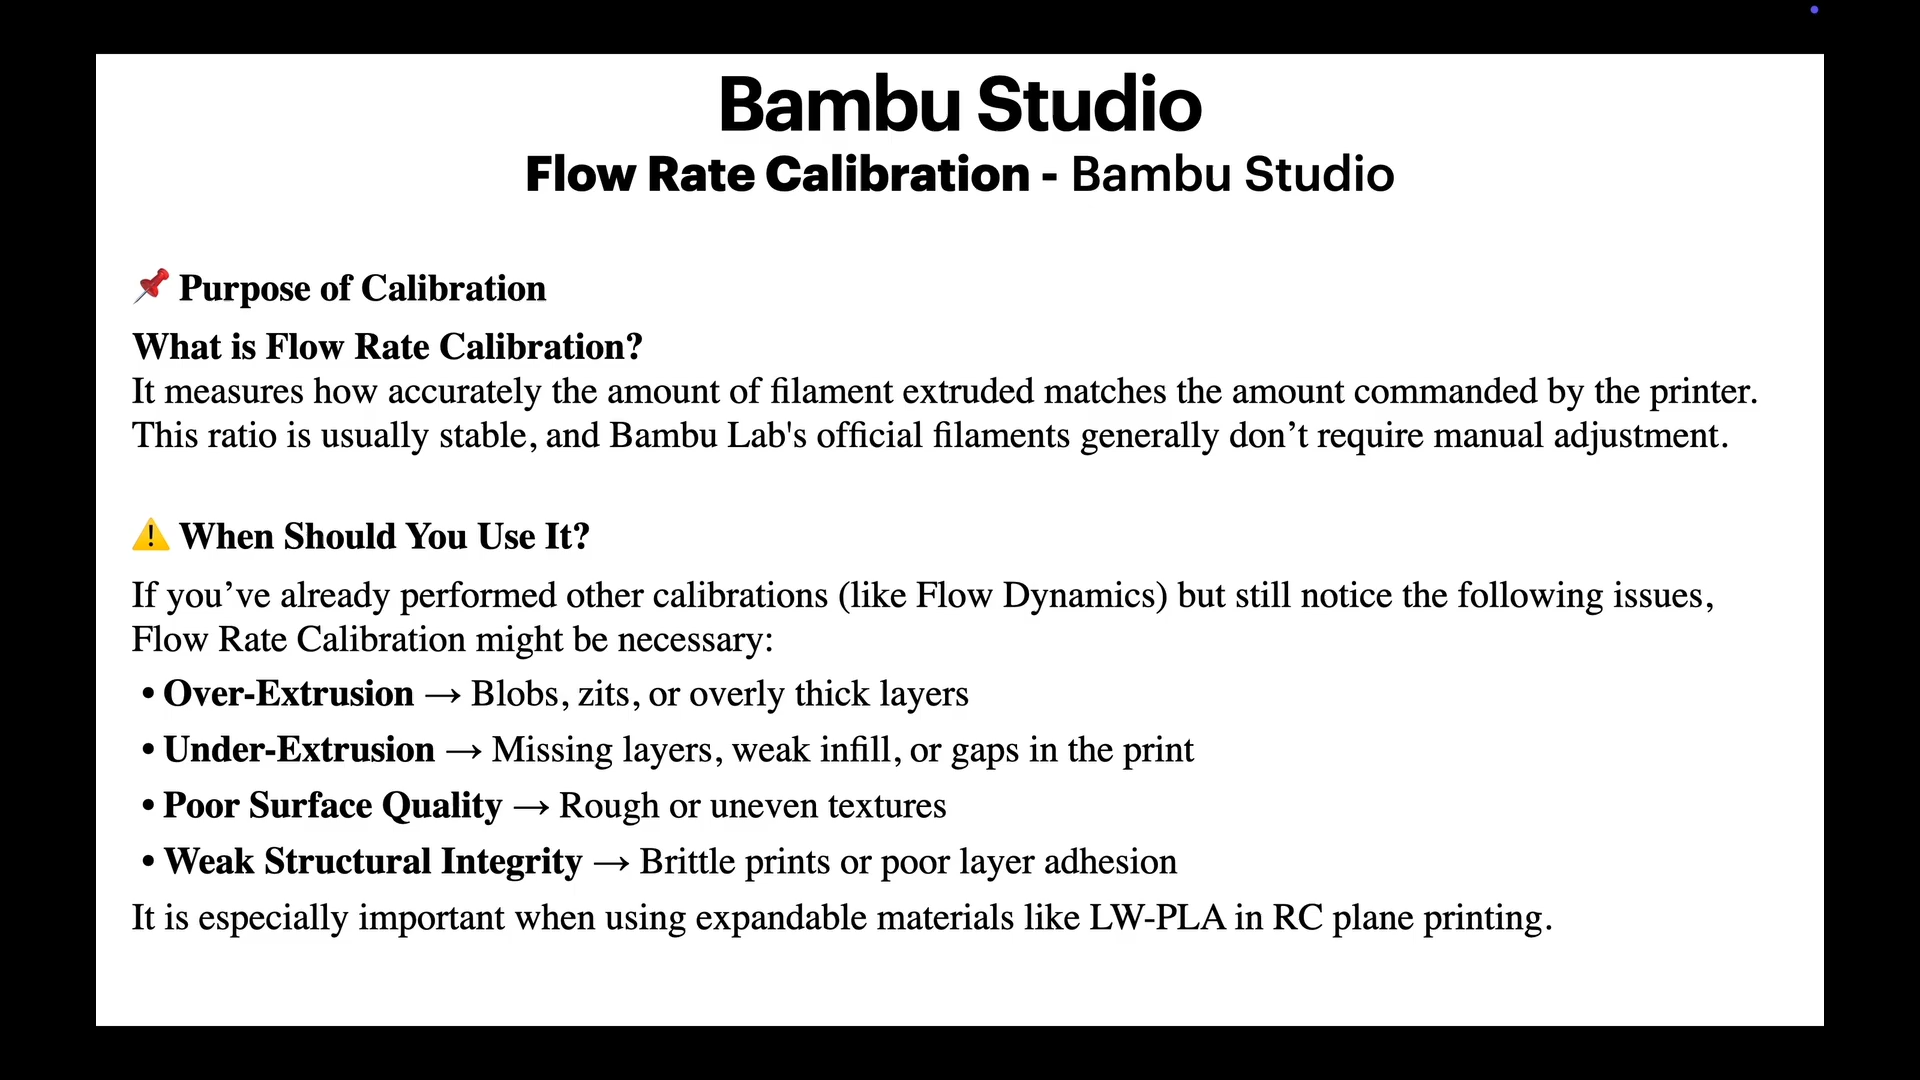 Bambu Studio
Flow Rate Calibration - Bambu Studio
📌 Purpose of Calibration
What is Flow Rate Calibration?
It measures how accurately the amount of filament extruded matches the amount commanded by the printer.
This ratio is usually stable, and Bambu Lab's official filaments generally don’t require manual adjustment.
⚠️ When Should You Use It?
If you’ve already performed other calibrations (like Flow Dynamics) but still notice the following issues,
Flow Rate Calibration might be necessary:
• Over-Extrusion → Blobs, zits, or overly thick layers
• Under-Extrusion → Missing layers, weak infill, or gaps in the print
• Poor Surface Quality → Rough or uneven textures
• Weak Structural Integrity → Brittle prints or poor layer adhesion
It is especially important when using expandable materials like LW-PLA in RC plane printing.